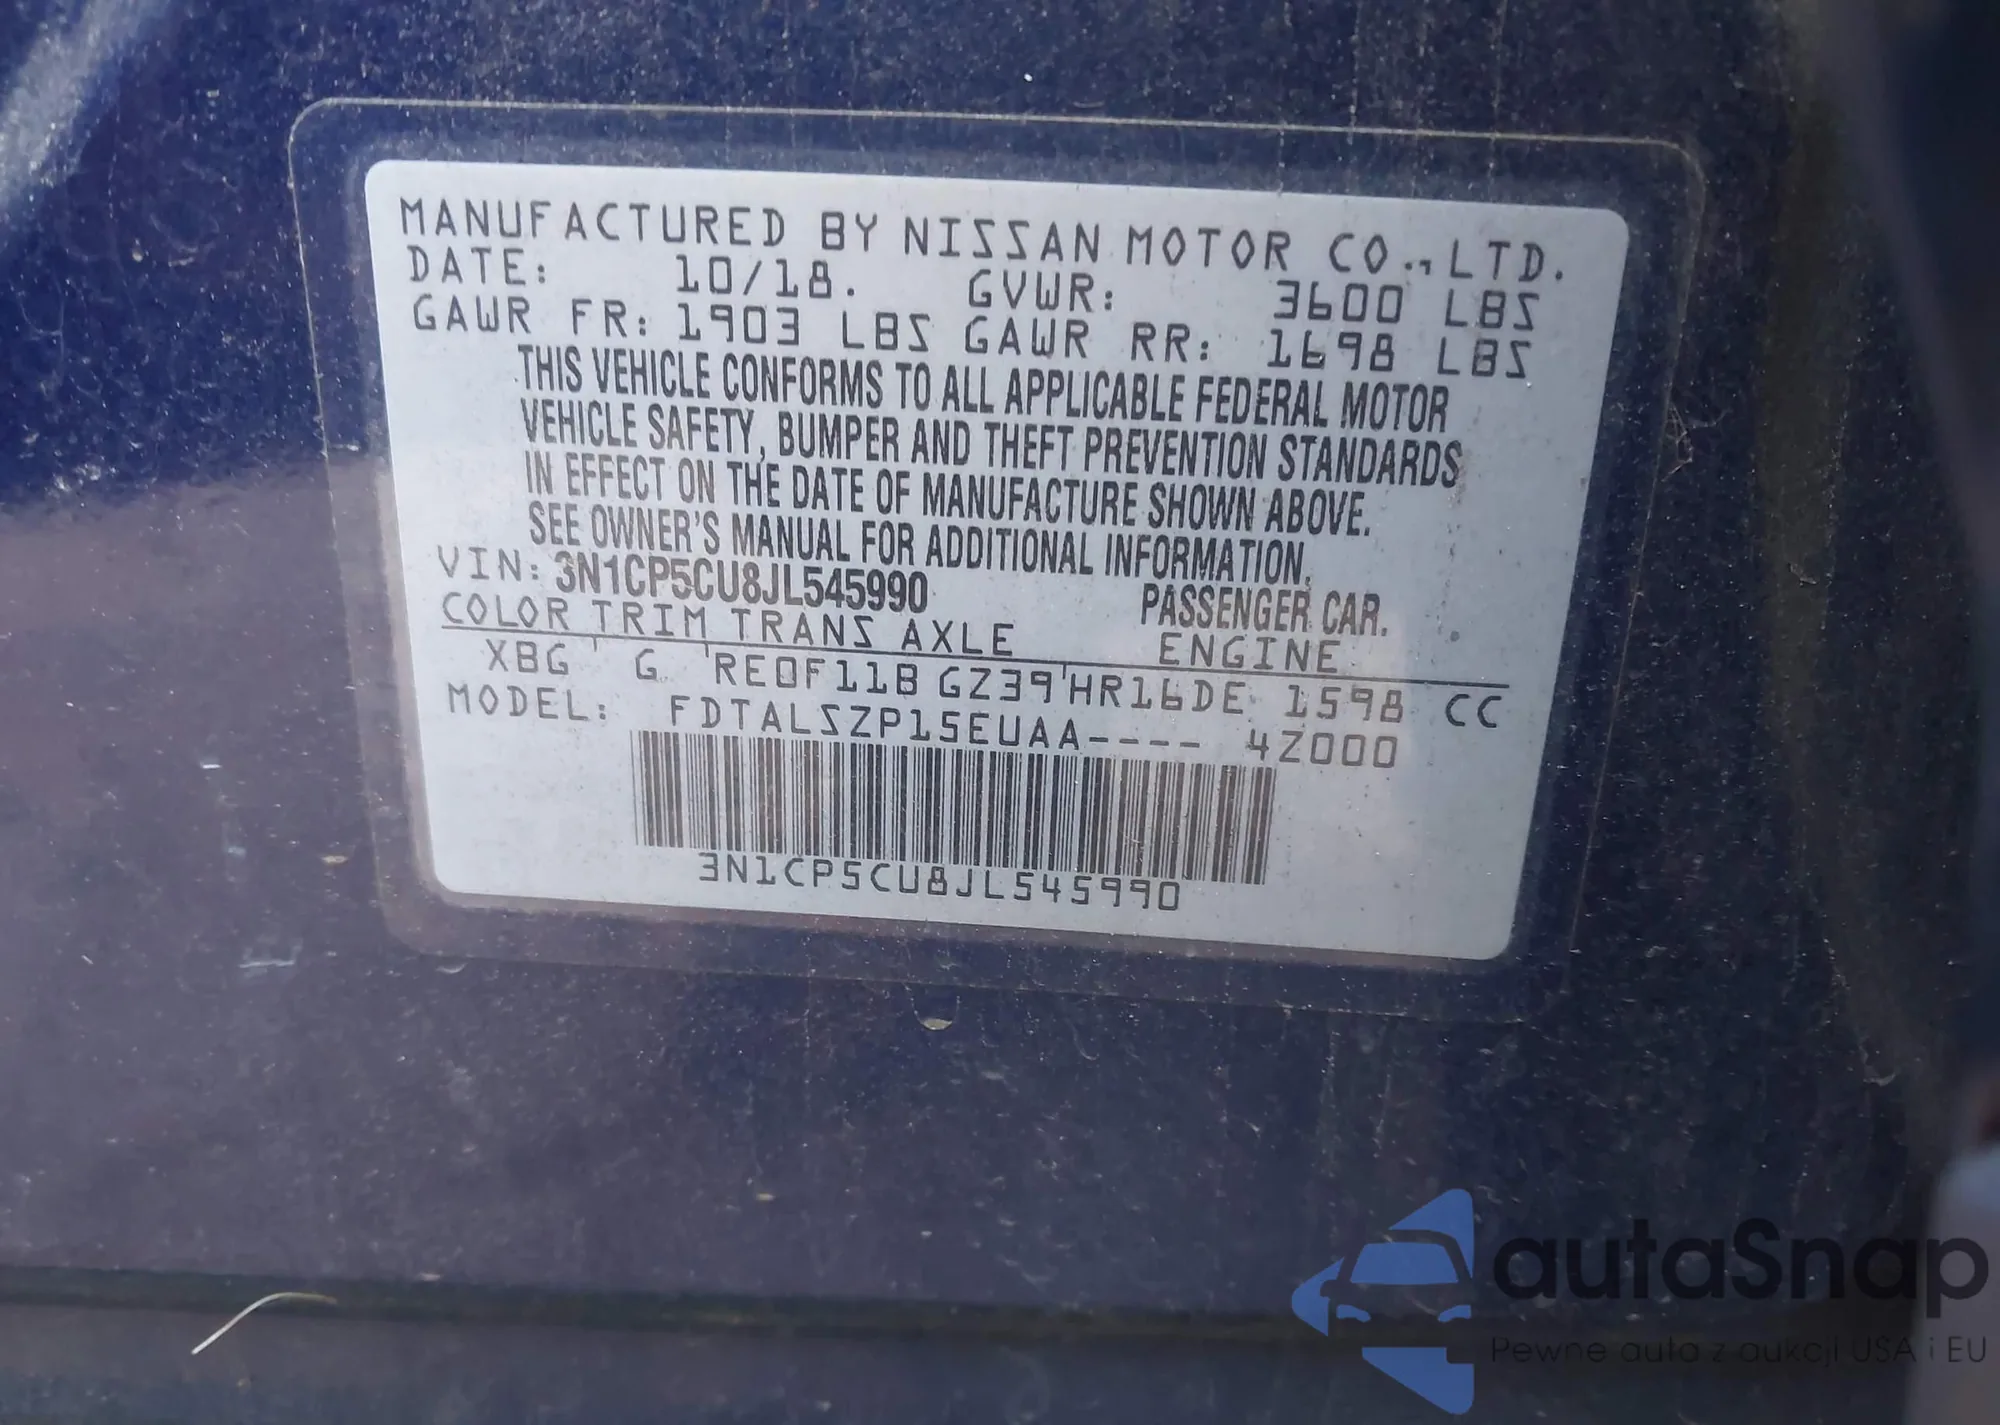 MANUFACTURED BY NISSAN MOTOR CO., LTD.
DATE: 10/18. GVWR: 3600 LBS
GAWR FR: 1903 LBS GAWR RR: 1698 LBS
THIS VEHICLE CONFORMS TO ALL APPLICABLE FEDERAL MOTOR
VEHICLE SAFETY, BUMPER AND THEFT PREVENTION STANDARDS
IN EFFECT ON THE DATE OF MANUFACTURE SHOWN ABOVE.
SEE OWNER'S MANUAL FOR ADDITIONAL INFORMATION.
VIN: 3N1CP5CU8JL545990 PASSENGER CAR.
COLOR TRIM TRANS AXLE ENGINE
XBG G RE0F11B GZ39 HR16DE 1598 CC
MODEL: FDTALSZP15EUAA---- 4Z000
3N1CP5CU8JL545990
autaSnap
Pewne auta z aukcji USA i EU